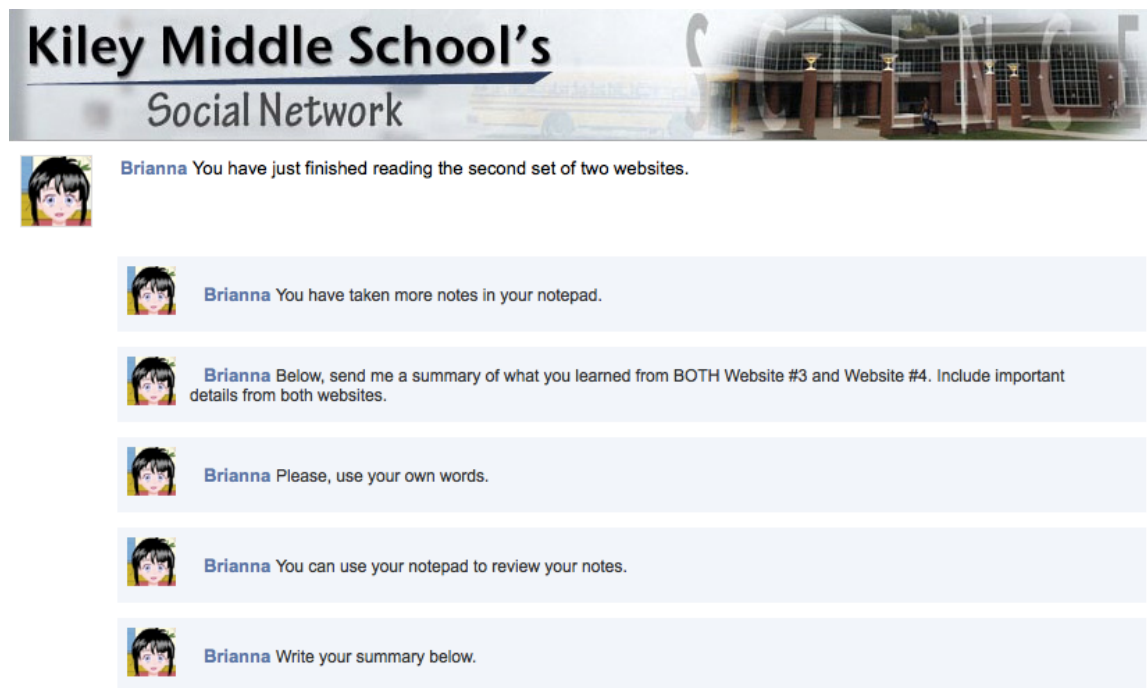 Kiley Middle School's
Social Network
SCIENCE
Brianna You have just finished reading the second set of two websites.
Brianna You have taken more notes in your notepad.
Brianna Below, send me a summary of what you learned from BOTH Website #3 and Website #4. Include important
details from both websites.
Brianna Please, use your own words.
Brianna You can use your notepad to review your notes.
Brianna Write your summary below.